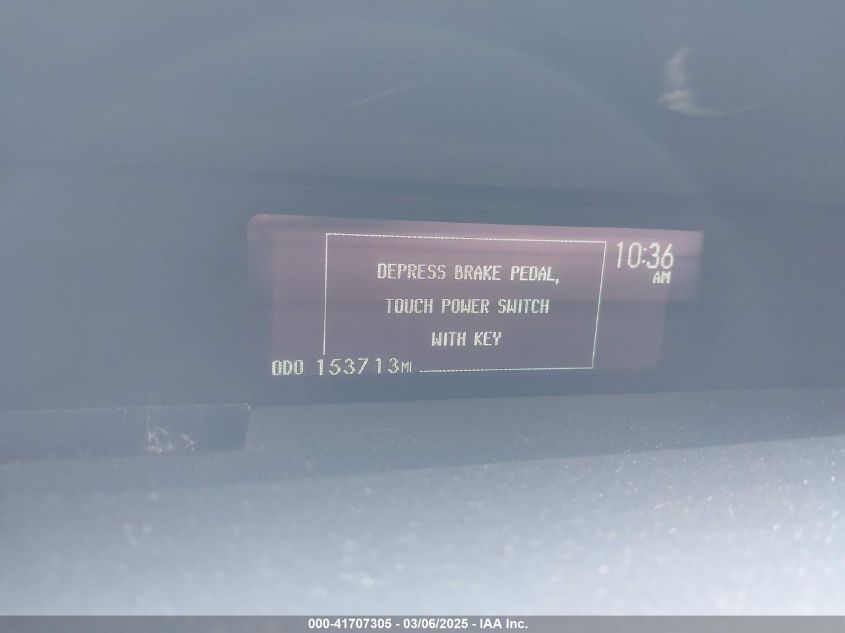 DEPRESS BRAKE PEDAL,
TOUCH POWER SWITCH
WITH KEY
10:36
AM
ODO 153713MI
000-41707305 - 03/06/2025 - IAA Inc.